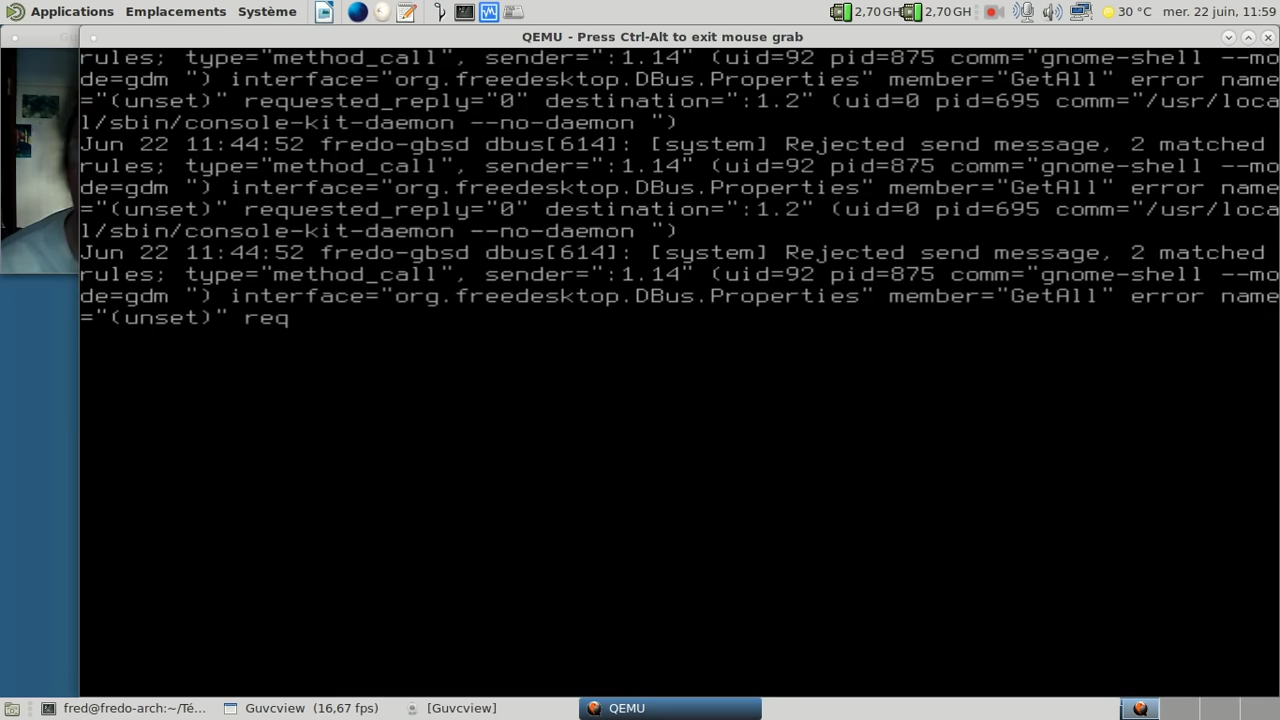 Applications Emplacements Système 2,70 GH 2,70 GH 30 °C mer. 22 juin, 11:59
QEMU - Press Ctrl-Alt to exit mouse grab
rules; type="method_call", sender=":1.14" (uid=92 pid=875 comm="gnome-shell --mo
de=gdm ") interface="org.freedesktop.DBus.Properties" member="GetAll" error name
="(unset)" requested_reply="0" destination=":1.2" (uid=0 pid=695 comm="/usr/loca
l/sbin/console-kit-daemon --no-daemon ")
Jun 22 11:44:52 fredo-gbsd dbus[614]: [system] Rejected send message, 2 matched
rules; type="method_call", sender=":1.14" (uid=92 pid=875 comm="gnome-shell --mo
de=gdm ") interface="org.freedesktop.DBus.Properties" member="GetAll" error name
="(unset)" requested_reply="0" destination=":1.2" (uid=0 pid=695 comm="/usr/loca
l/sbin/console-kit-daemon --no-daemon ")
Jun 22 11:44:52 fredo-gbsd dbus[614]: [system] Rejected send message, 2 matched
rules; type="method_call", sender=":1.14" (uid=92 pid=875 comm="gnome-shell --mo
de=gdm ") interface="org.freedesktop.DBus.Properties" member="GetAll" error name
="(unset)" req
fred@fredo-arch:~/Té... Guvcview (16,67 fps) [Guvcview] QEMU